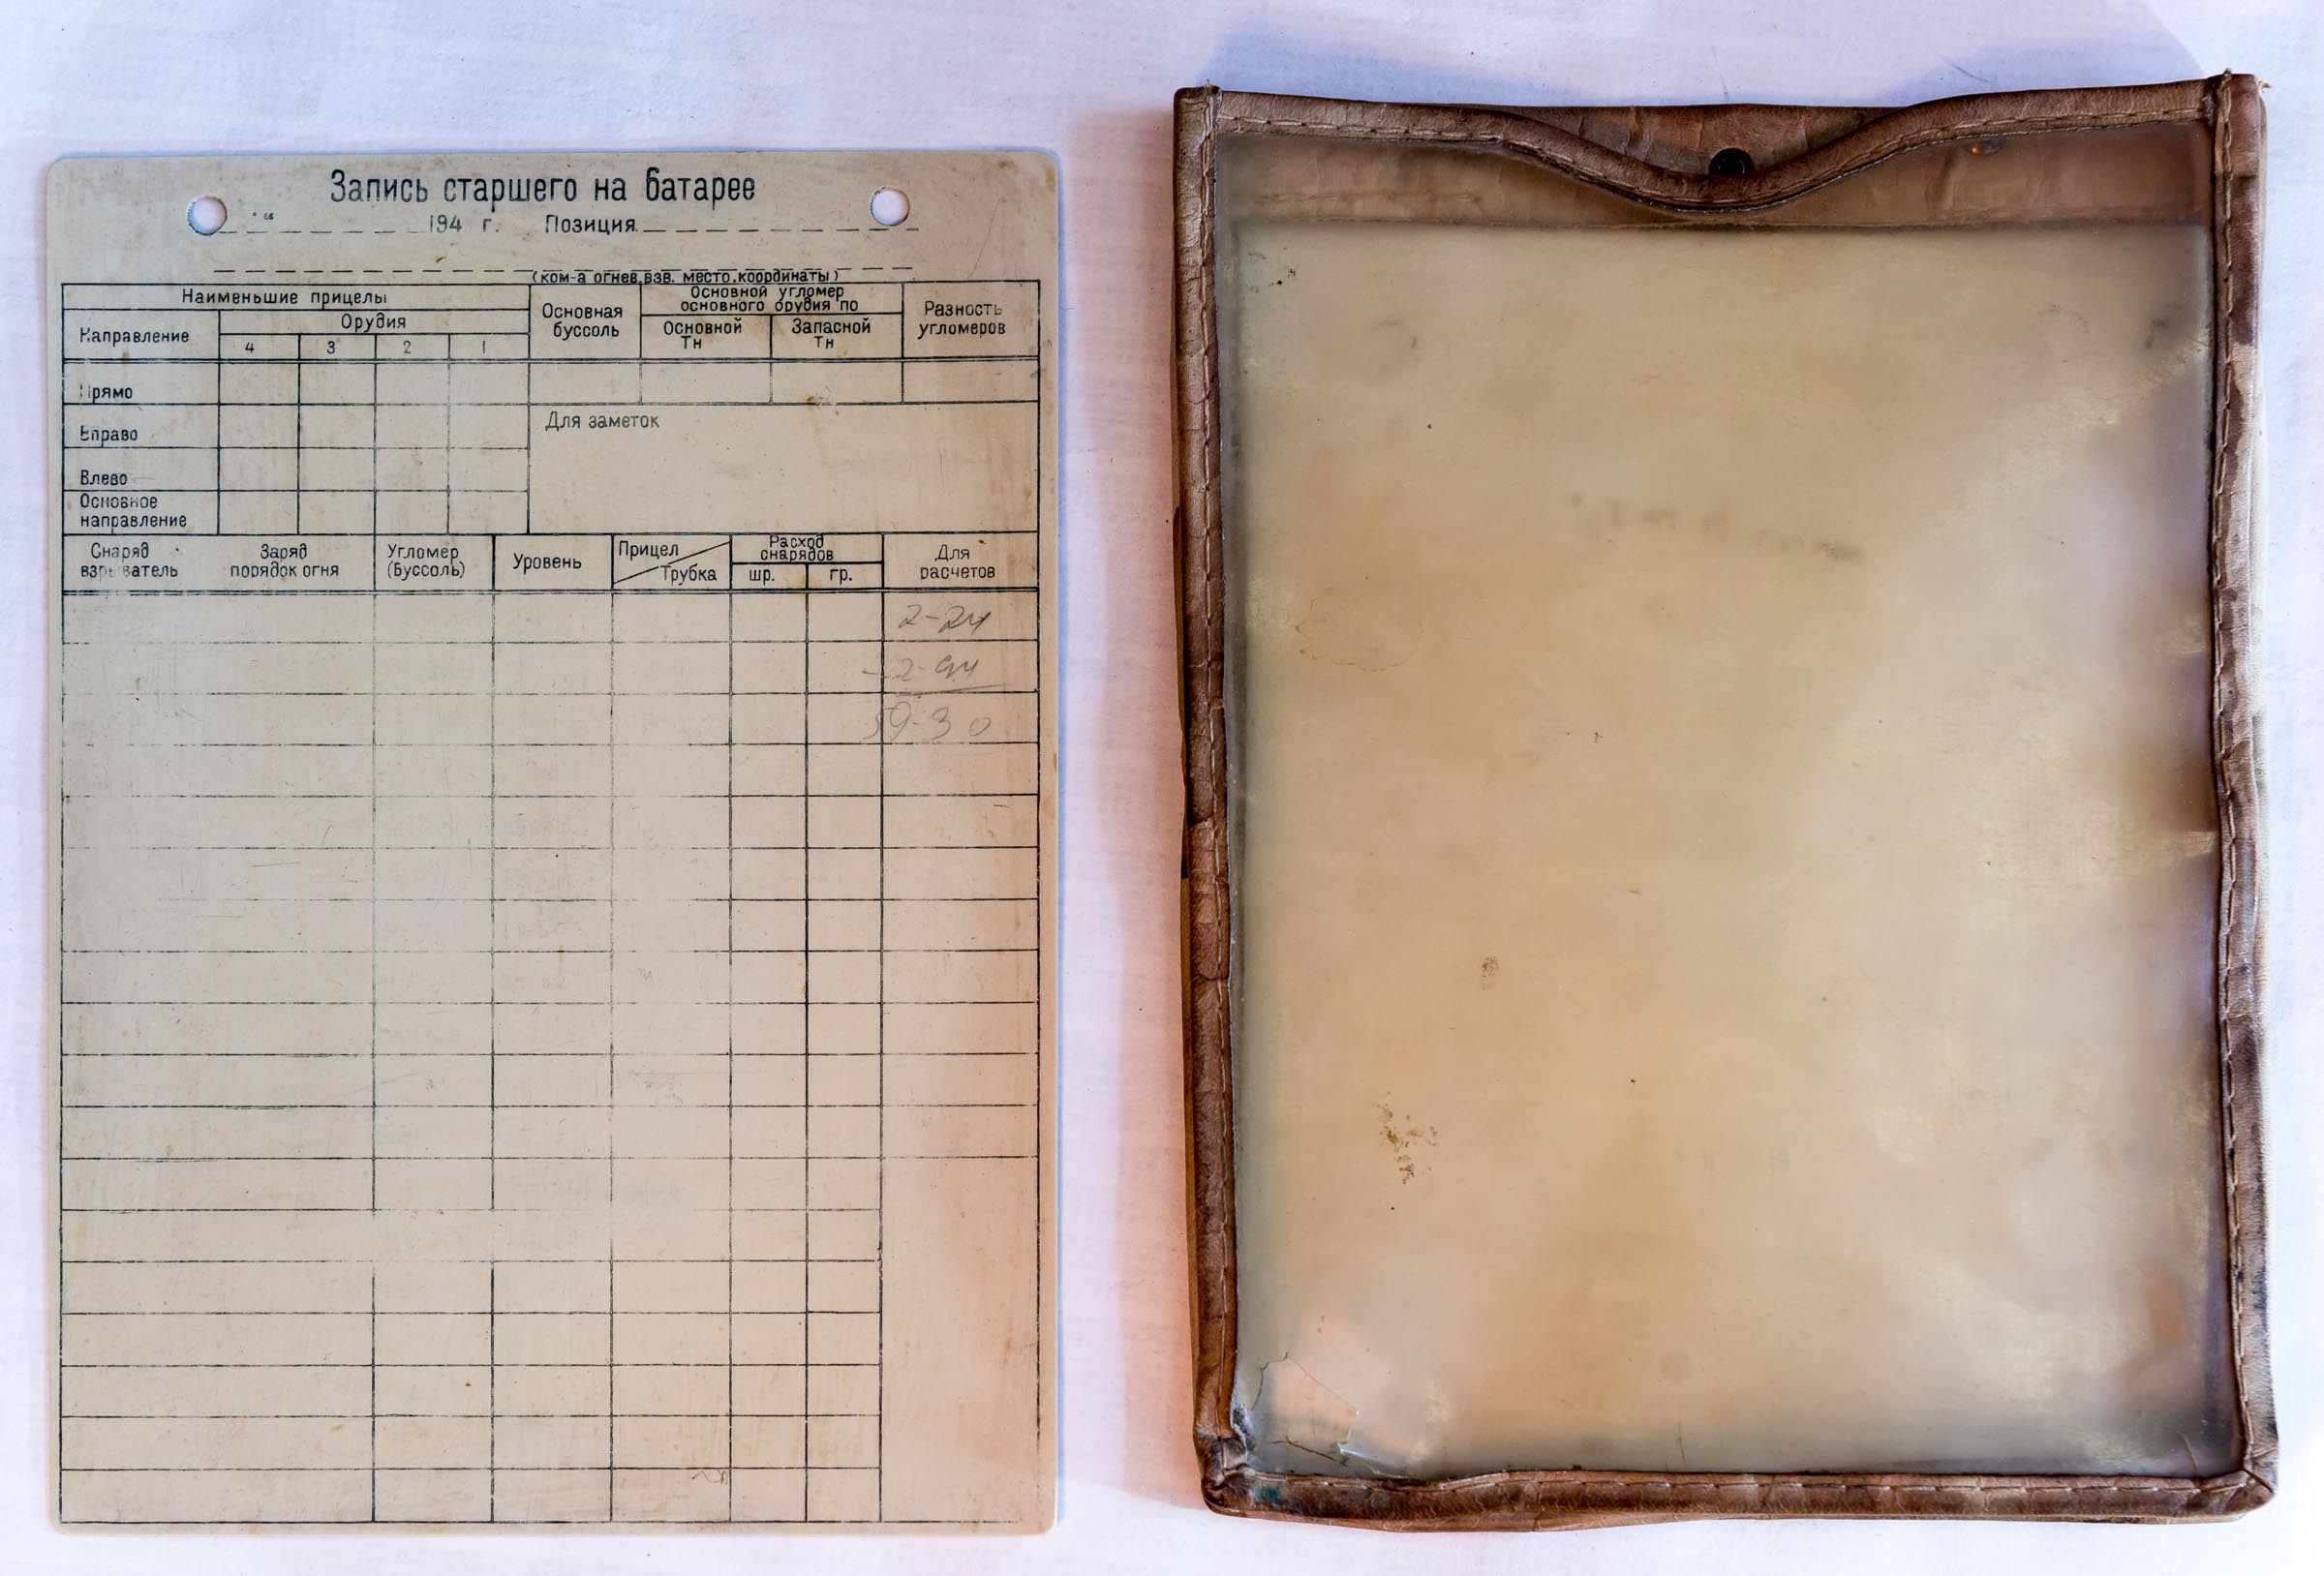 Запись старшего на батарее
" " 194 г. Позиция
(ком-а огнев.взв. место.координаты)
Наименьшие прицелы
Направление
Орудия
4 3 2 1
Основная буссоль
Основной угломер
основного орудия по
Основной Тн
Запасной Тн
Разность угломеров
Прямо
Вправо
Для заметок
Влево
Основное
направление
Снаряд взрыватель
Заряд порядок огня
Угломер (Буссоль)
Уровень
Прицел Трубка
Расход снарядов
шр. гр.
Для расчетов
2-24
-2-94
59-30